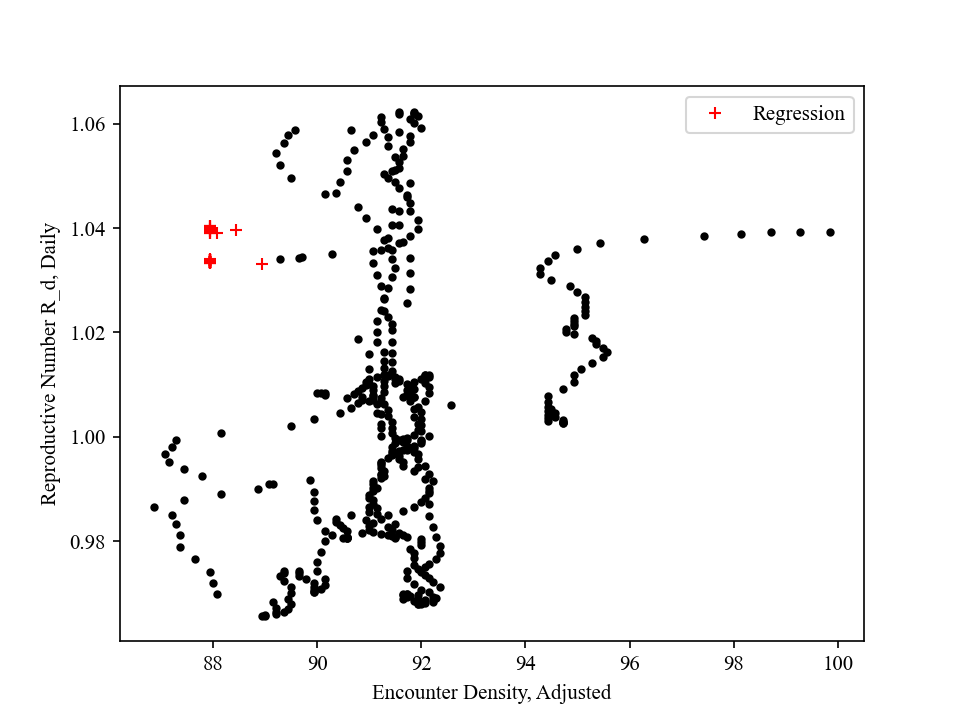 Regression
1.06
1.04
1.02
1.00
0.98
Reproductive Number R_d, Daily
88 90 92 94 96 98 100
Encounter Density, Adjusted